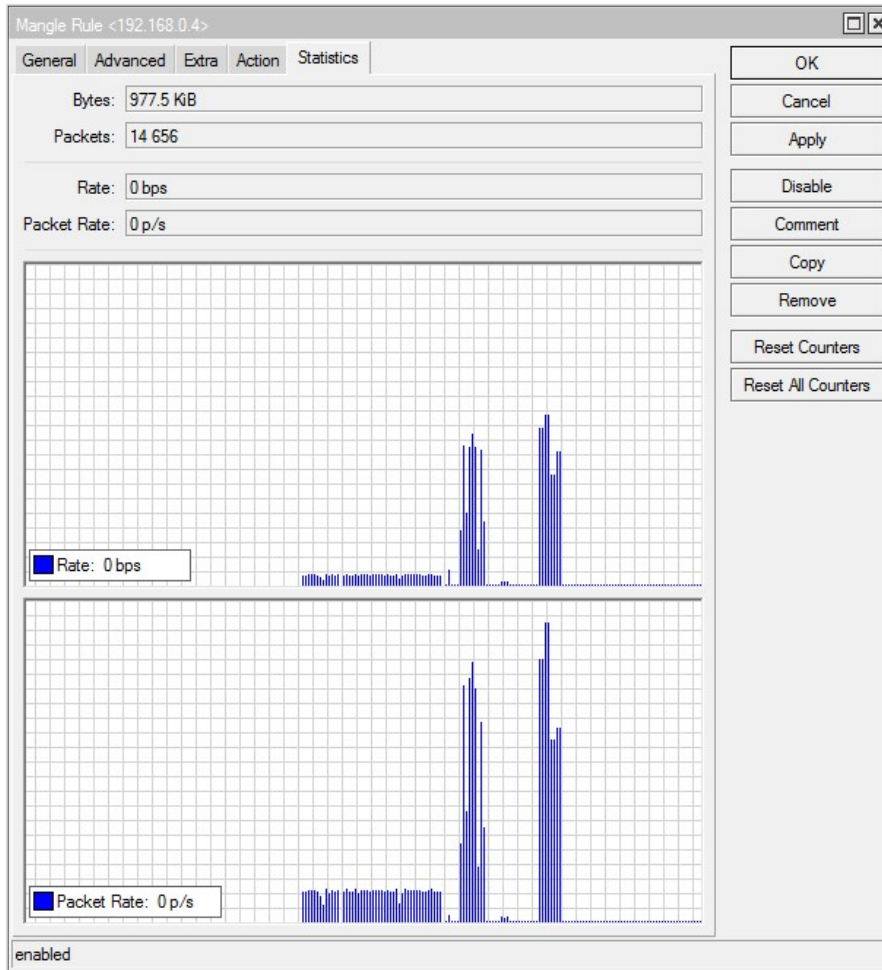 Mangle Rule <192.168.0.4>
General Advanced Extra Action Statistics
Bytes: 977.5 KiB
Packets: 14 656
Rate: 0 bps
Packet Rate: 0 p/s
Rate: 0 bps
Packet Rate: 0 p/s
OK
Cancel
Apply
Disable
Comment
Copy
Remove
Reset Counters
Reset All Counters
enabled